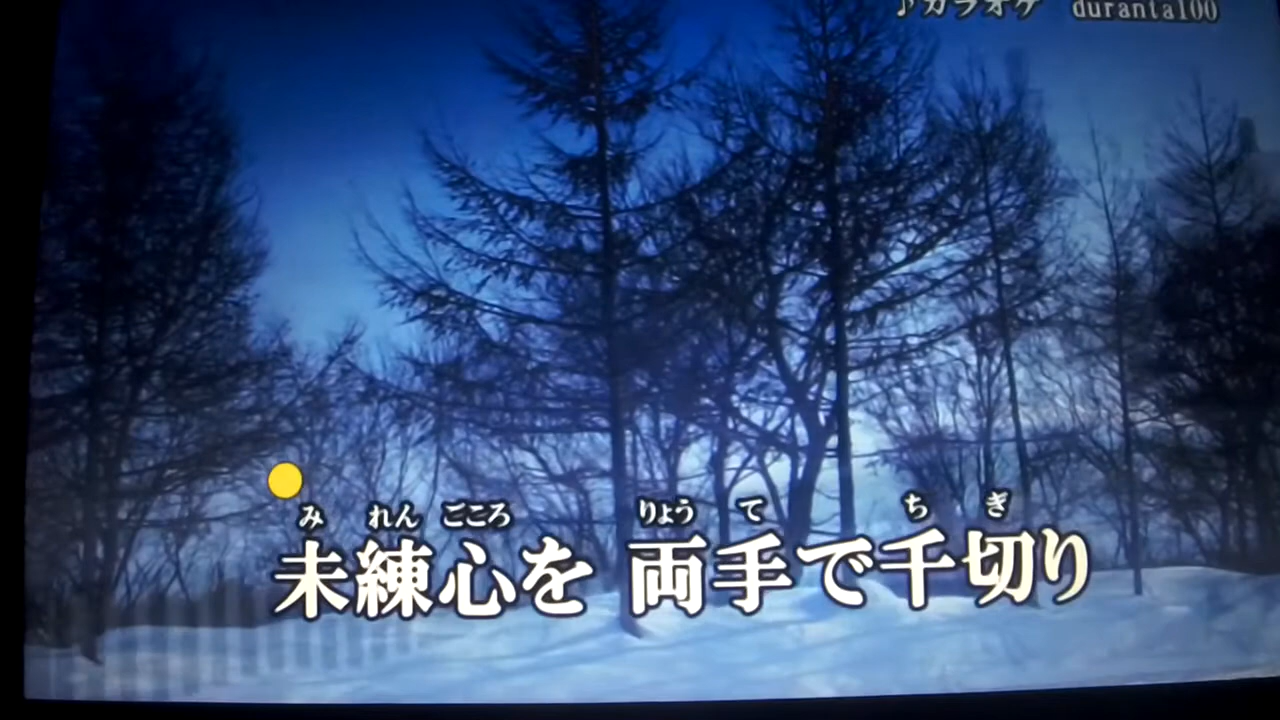 ♪カラオケ duranta100
み れん ごころ りょう て ち ぎ
未練心を 両手で千切り